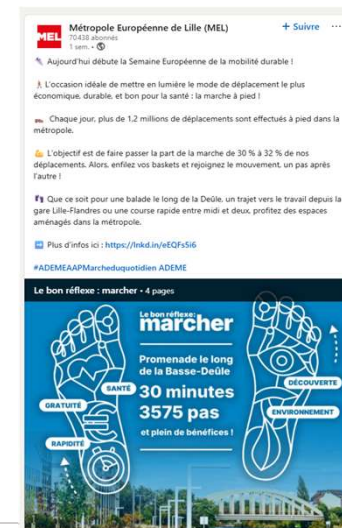 MEL
Métropole Européenne de Lille (MEL)
+ Suivre ...
70 438 abonnés
1 sem. •
Aujourd'hui débute la Semaine Européenne de la mobilité durable !
L'occasion idéale de mettre en lumière le mode de déplacement le plus
économique, durable, et bon pour la santé : la marche à pied !
Chaque jour, plus de 1,2 millions de déplacements sont effectués à pied dans la
métropole.
L'objectif est de faire passer la part de la marche de 30 % à 32 % de nos
déplacements. Alors, enfilez vos baskets et rejoignez le mouvement, un pas après
l'autre !
Que ce soit pour une balade le long de la Deûle, un trajet vers le travail depuis la
gare Lille-Flandres ou une course rapide entre midi et deux, profitez des espaces
aménagés dans la métropole.
Plus d'infos ici : https://lnkd.in/eEQFs5i6
#ADEMEAAPMarcheduquotidien ADEME
Le bon réflexe : marcher • 4 pages
Le bon réflexe :
marcher
Promenade le long
de la Basse-Deûle
30 minutes
3575 pas
et plein de bénéfices !
SANTÉ
GRATUITÉ
RAPIDITÉ
DÉCOUVERTE
ENVIRONNEMENT